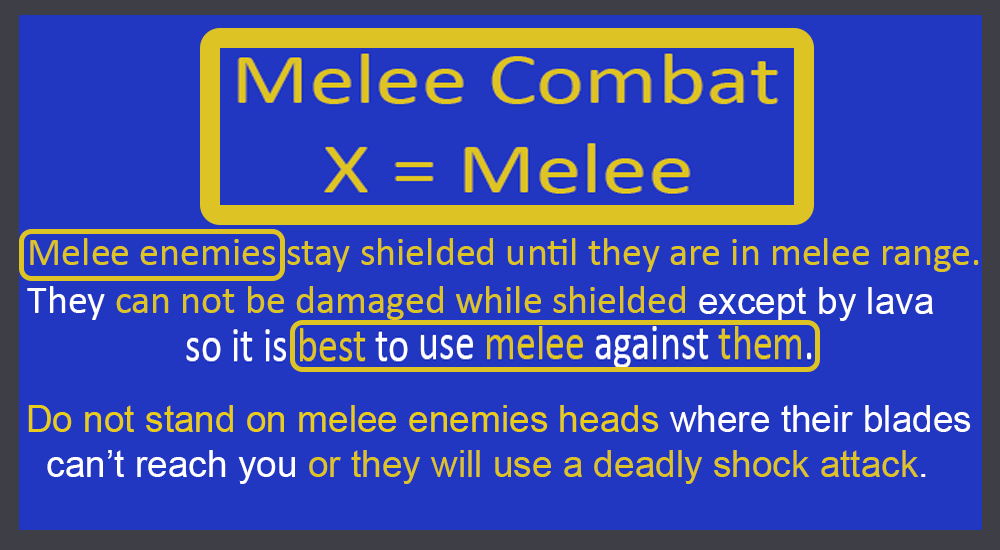 Melee Combat
X = Melee
Melee enemies stay shielded until they are in melee range.
They can not be damaged while shielded except by lava
so it is best to use melee against them.
Do not stand on melee enemies heads where their blades
can’t reach you or they will use a deadly shock attack.